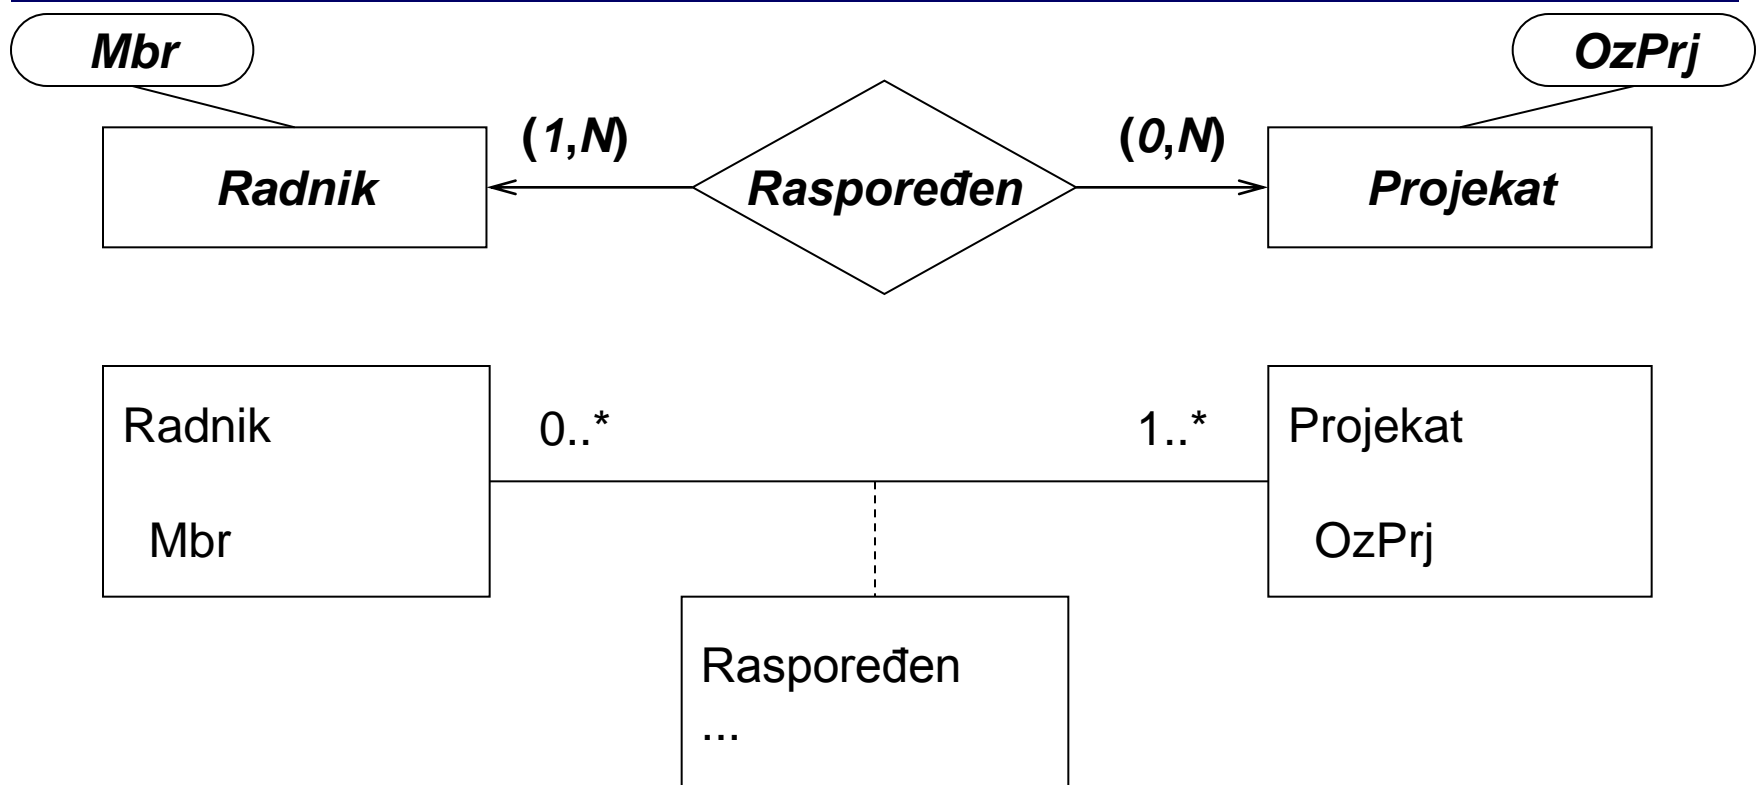 Mbr
OzPrj
(1,N)
(0,N)
Radnik
Raspoređen
Projekat
Radnik
0..*
1..*
Projekat
Mbr
OzPrj
Raspoređen
...